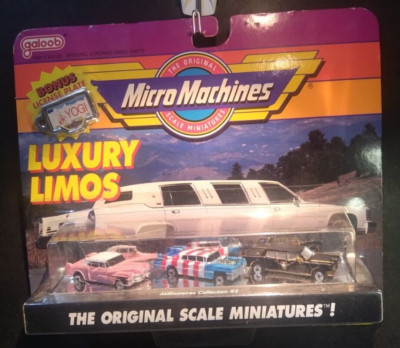 galoob
BONUS
LICENSE PLATE
THE ORIGINAL
Micro Machines
SCALE MINIATURES
LUXURY
LIMOS
THE ORIGINAL SCALE MINIATURES™!